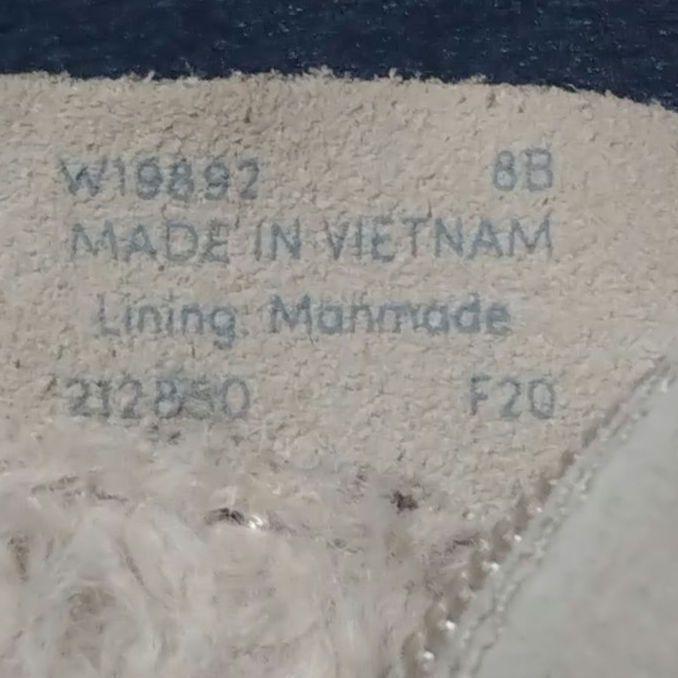 W19892 8B
MADE IN VIETNAM
Lining: Manmade
212850 F20